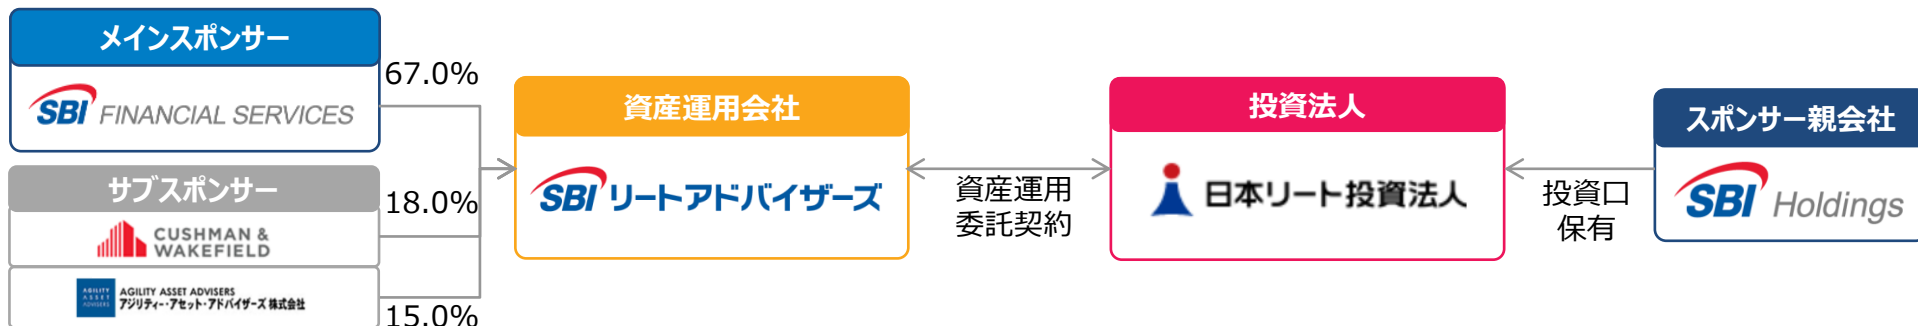 メインスポンサー
SBI FINANCIAL SERVICES
67.0%
サブスポンサー
18.0%
CUSHMAN &
WAKEFIELD
AGILITY
ASSET
ADVISERS
AGILITY ASSET ADVISERS
アジリティー・アセット・アドバイザーズ 株式会社
15.0%
資産運用会社
SBI リートアドバイザーズ
資産運用
委託契約
投資法人
日本リート投資法人
投資口
保有
スポンサー親会社
SBI Holdings